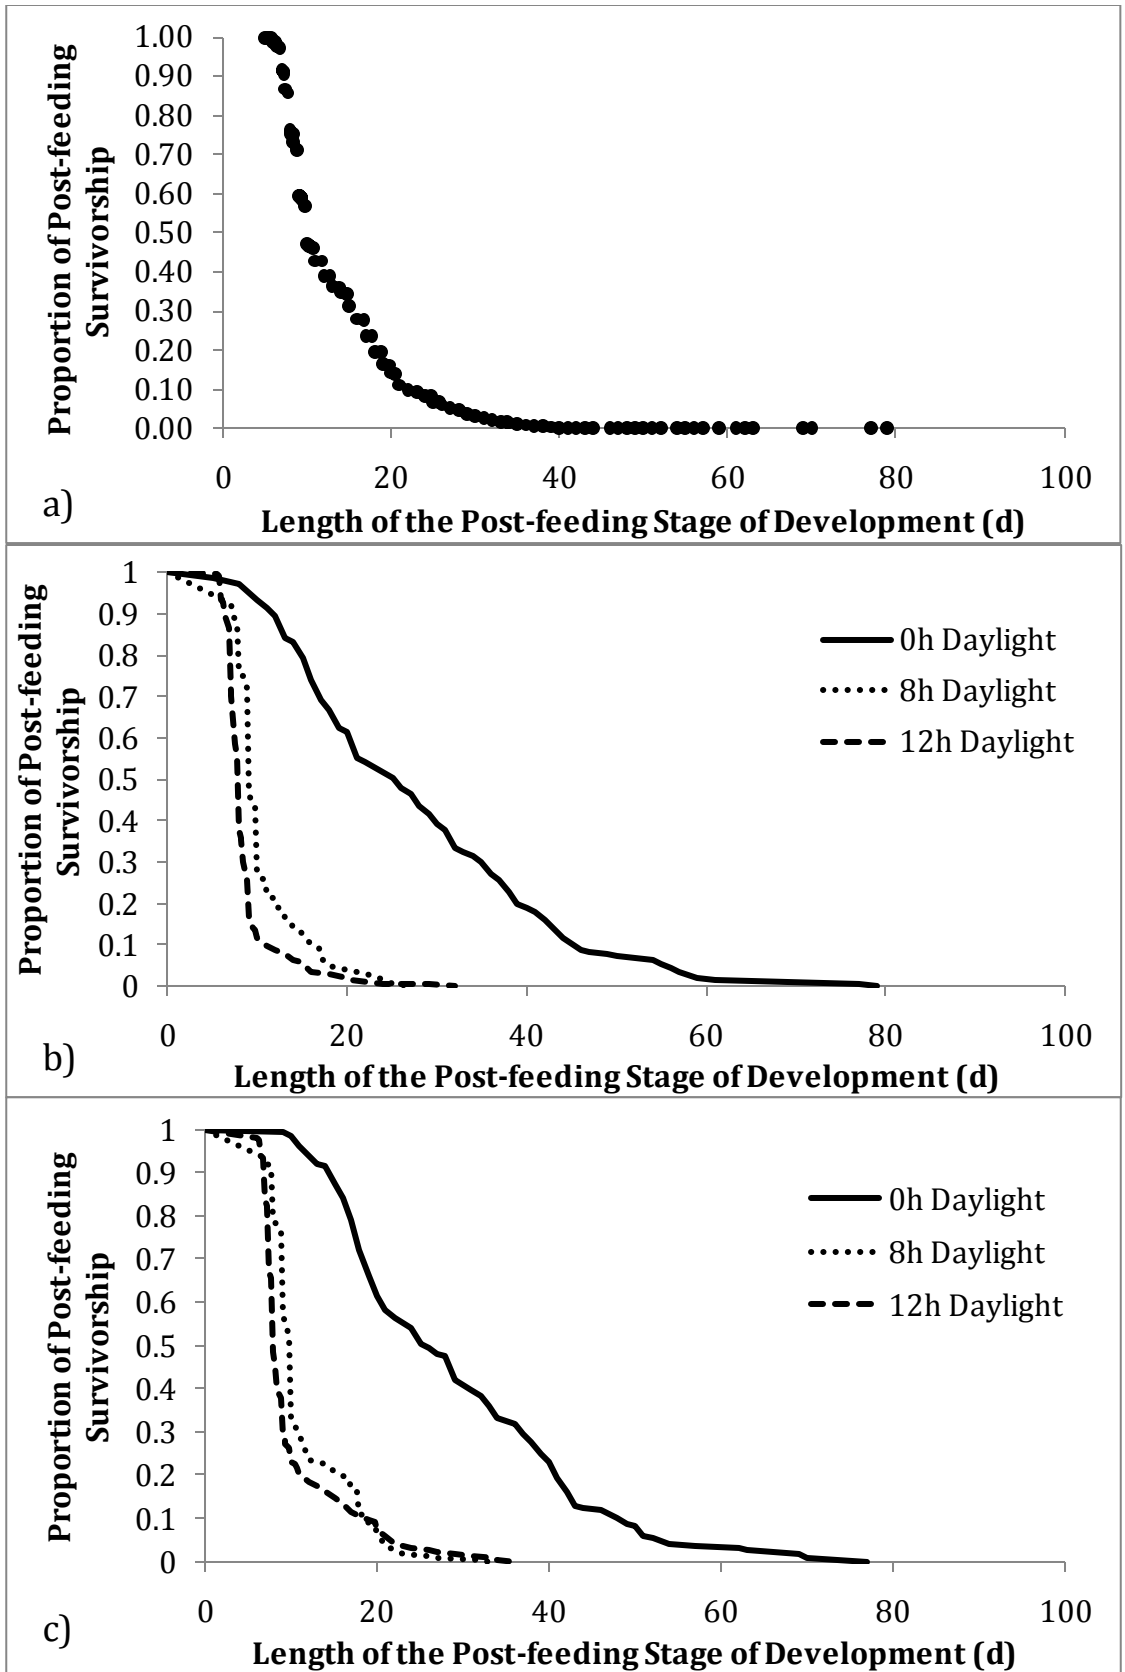 1.00
0.90
0.80
0.70
0.60
0.50
0.40
0.30
0.20
0.10
0.00
Proportion of Post-feeding
Survivorship
0 20 40 60 80 100
a)
Length of the Post-feeding Stage of Development (d)
1
0.9
0.8
0.7
0.6
0.5
0.4
0.3
0.2
0.1
0
Proportion of Post-feeding
Survivorship
0h Daylight
8h Daylight
12h Daylight
0 20 40 60 80 100
b)
Length of the Post-feeding Stage of Development (d)
1
0.9
0.8
0.7
0.6
0.5
0.4
0.3
0.2
0.1
0
Proportion of Post-feeding
Survivorship
0h Daylight
8h Daylight
12h Daylight
0 20 40 60 80 100
c)
Length of the Post-feeding Stage of Development (d)